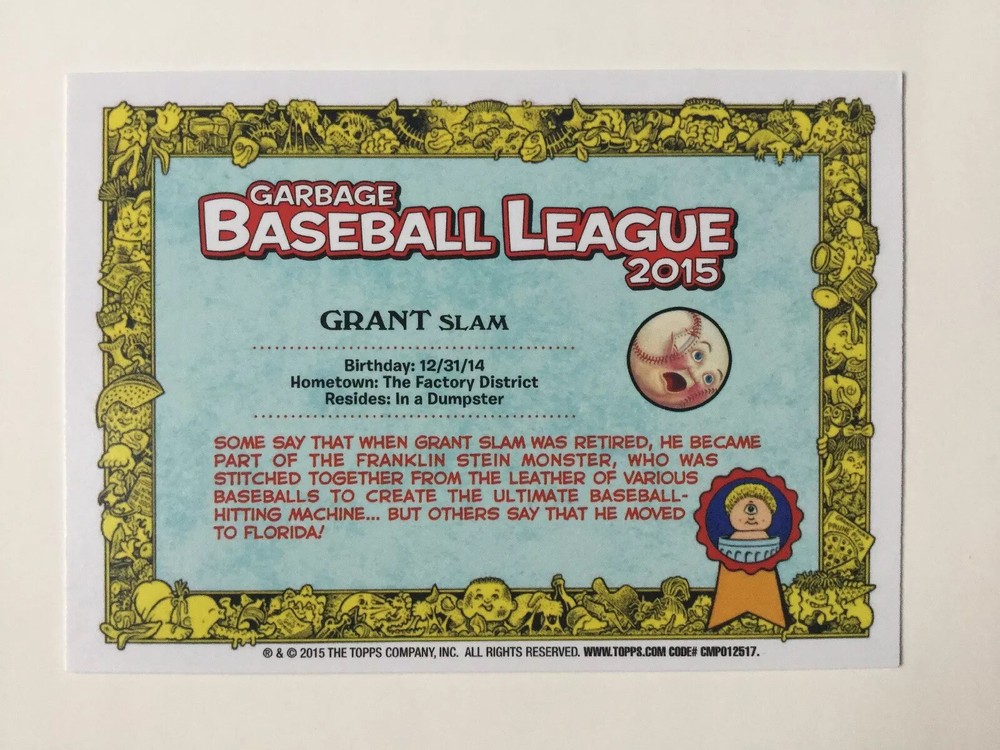 GARBAGE
BASEBALL LEAGUE
2015
GRANT SLAM
Birthday: 12/31/14
Hometown: The Factory District
Resides: In a Dumpster
SOME SAY THAT WHEN GRANT SLAM WAS RETIRED, HE BECAME
PART OF THE FRANKLIN STEIN MONSTER, WHO WAS
STITCHED TOGETHER FROM THE LEATHER OF VARIOUS
BASEBALLS TO CREATE THE ULTIMATE BASEBALL-
HITTING MACHINE... BUT OTHERS SAY THAT HE MOVED
TO FLORIDA!
® & © 2015 THE TOPPS COMPANY, INC. ALL RIGHTS RESERVED. WWW.TOPPS.COM CODE# CMP012517.